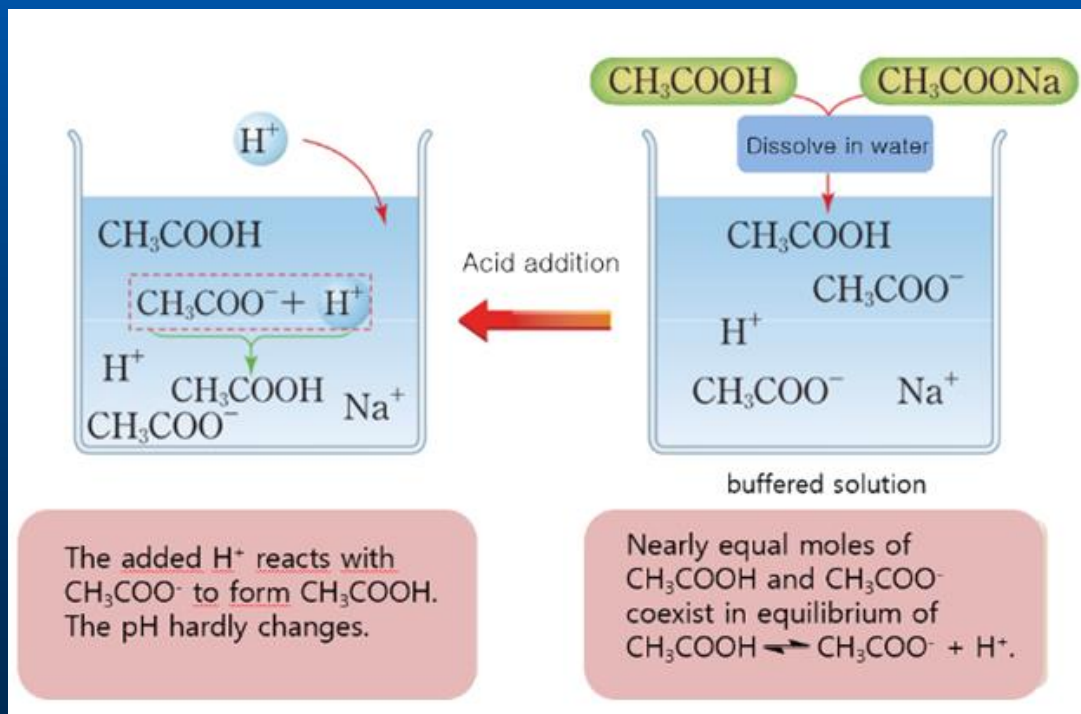 CH₃COOH
CH₃COONa
Dissolve in water
H⁺
CH₃COOH
CH₃COO⁻ + H⁺
H⁺
CH₃COOH
Na⁺
CH₃COO⁻
Acid addition
CH₃COOH
CH₃COO⁻
H⁺
CH₃COO⁻
Na⁺
buffered solution
The added H⁺ reacts with
CH₃COO⁻ to form CH₃COOH.
The pH hardly changes.
Nearly equal moles of
CH₃COOH and CH₃COO⁻
coexist in equilibrium of
CH₃COOH ⇌ CH₃COO⁻ + H⁺.